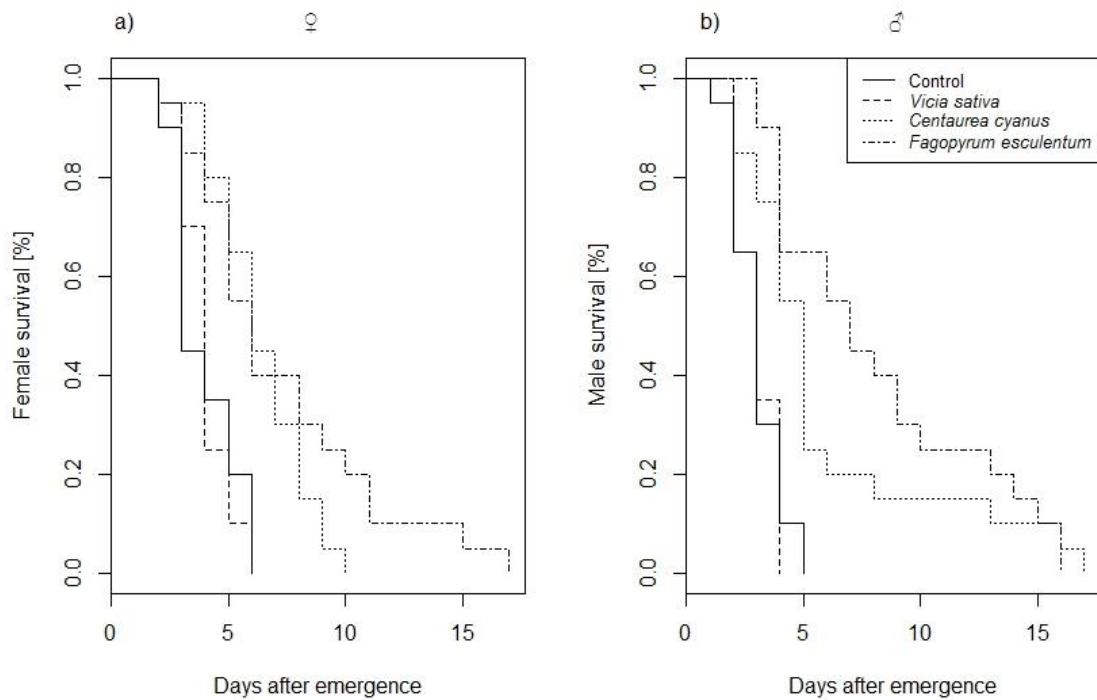 a) ♀
1.0
0.8
0.6
0.4
0.2
0.0
Female survival [%]
0 5 10 15
Days after emergence
b) ♂
Control
Vicia sativa
Centaurea cyanus
Fagopyrum esculentum
1.0
0.8
0.6
0.4
0.2
0.0
Male survival [%]
0 5 10 15
Days after emergence